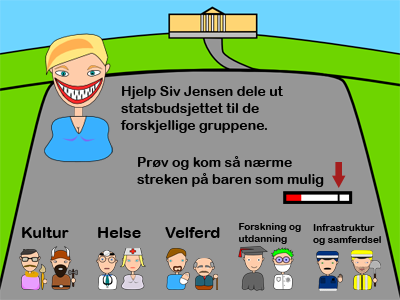 Hjelp Siv Jensen dele ut
statsbudsjettet til de
forskjellige gruppene.
Prøv og kom så nærme
streken på baren som mulig
Kultur
Helse
Velferd
Forskning og
utdanning
Infrastruktur
og samferdsel